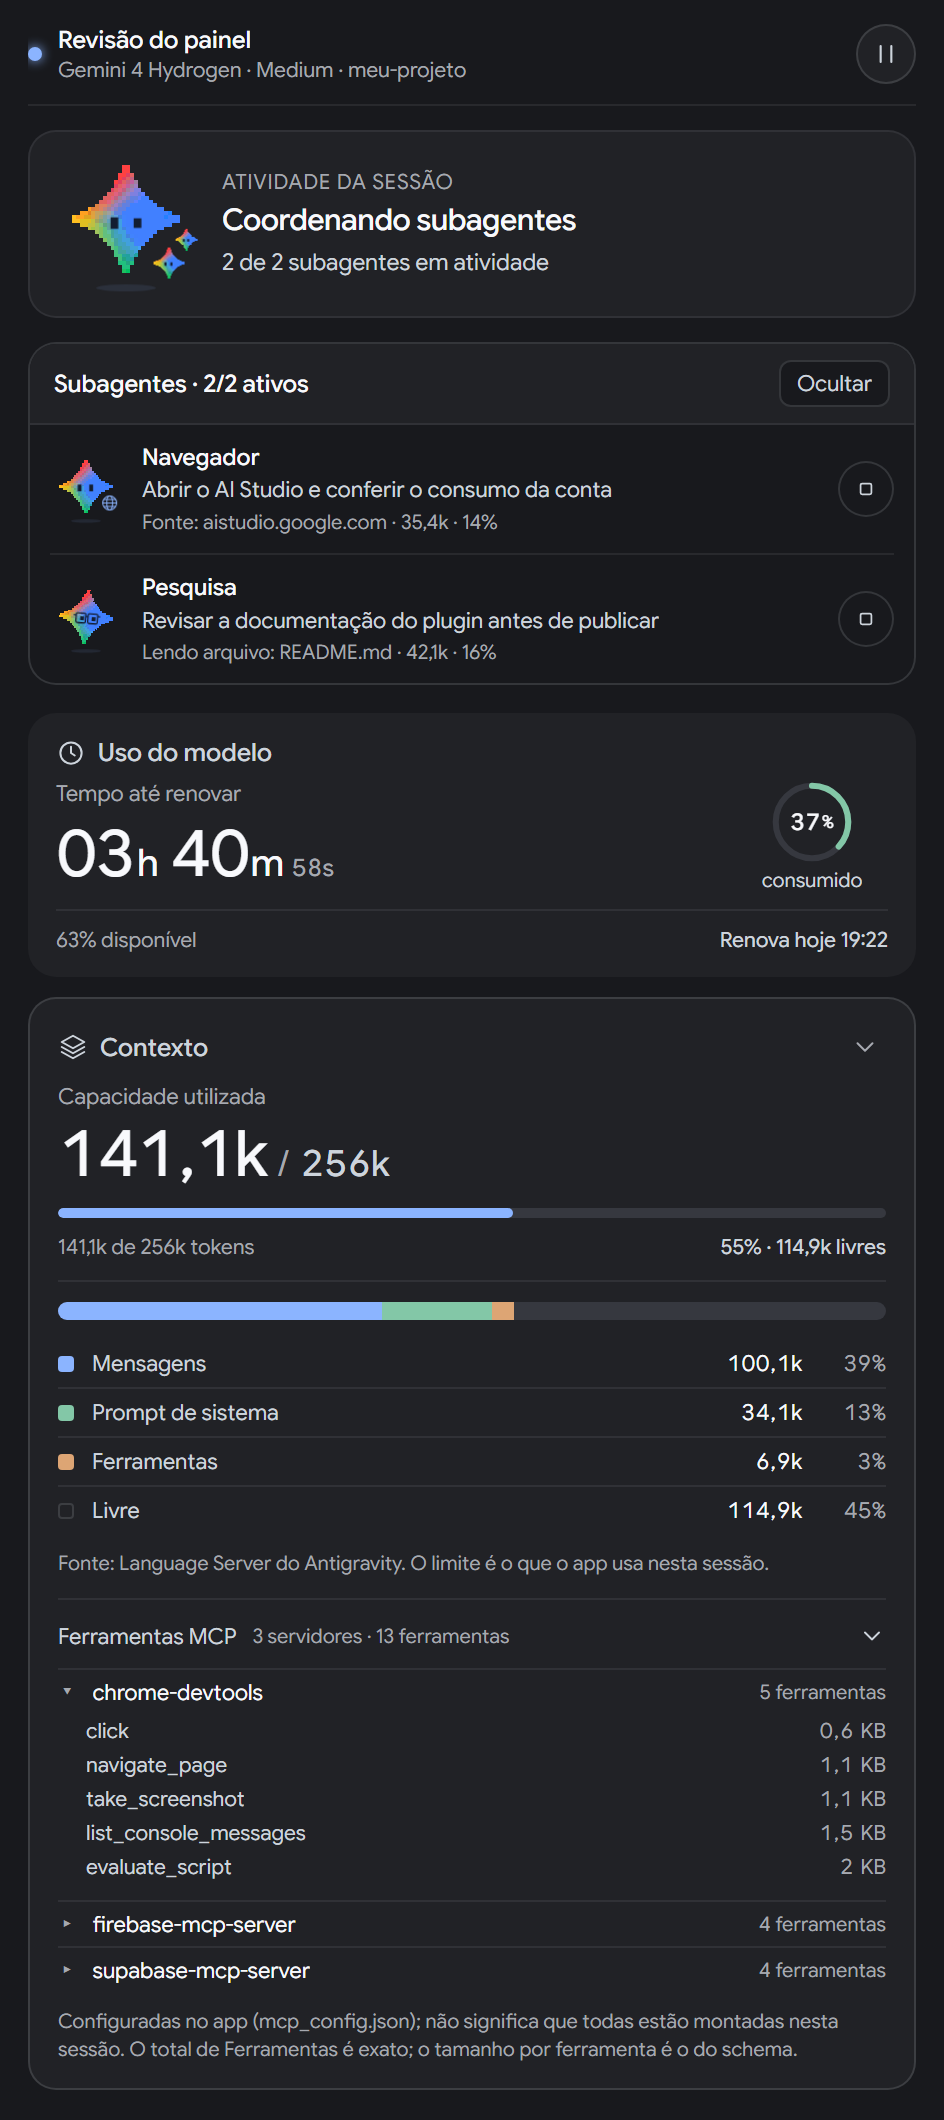 Revisão do painel
Gemini 4 Hydrogen · Medium · meu-projeto
ATIVIDADE DA SESSÃO
Coordenando subagentes
2 de 2 subagentes em atividade
Subagentes · 2/2 ativos
Ocultar
Navegador
Abrir o AI Studio e conferir o consumo da conta
Fonte: aistudio.google.com · 35,4k · 14%
Pesquisa
Revisar a documentação do plugin antes de publicar
Lendo arquivo: README.md · 42,1k · 16%
Uso do modelo
Tempo até renovar
03h 40m 58s
37%
consumido
63% disponível
Renova hoje 19:22
Contexto
Capacidade utilizada
141,1k / 256k
141,1k de 256k tokens
55% · 114,9k livres
Mensagens 100,1k 39%
Prompt de sistema 34,1k 13%
Ferramentas 6,9k 3%
Livre 114,9k 45%
Fonte: Language Server do Antigravity. O limite é o que o app usa nesta sessão.
Ferramentas MCP 3 servidores · 13 ferramentas
chrome-devtools 5 ferramentas
click 0,6 KB
navigate_page 1,1 KB
take_screenshot 1,1 KB
list_console_messages 1,5 KB
evaluate_script 2 KB
firebase-mcp-server 4 ferramentas
supabase-mcp-server 4 ferramentas
Configuradas no app (mcp_config.json); não significa que todas estão montadas nesta
sessão. O total de Ferramentas é exato; o tamanho por ferramenta é o do schema.